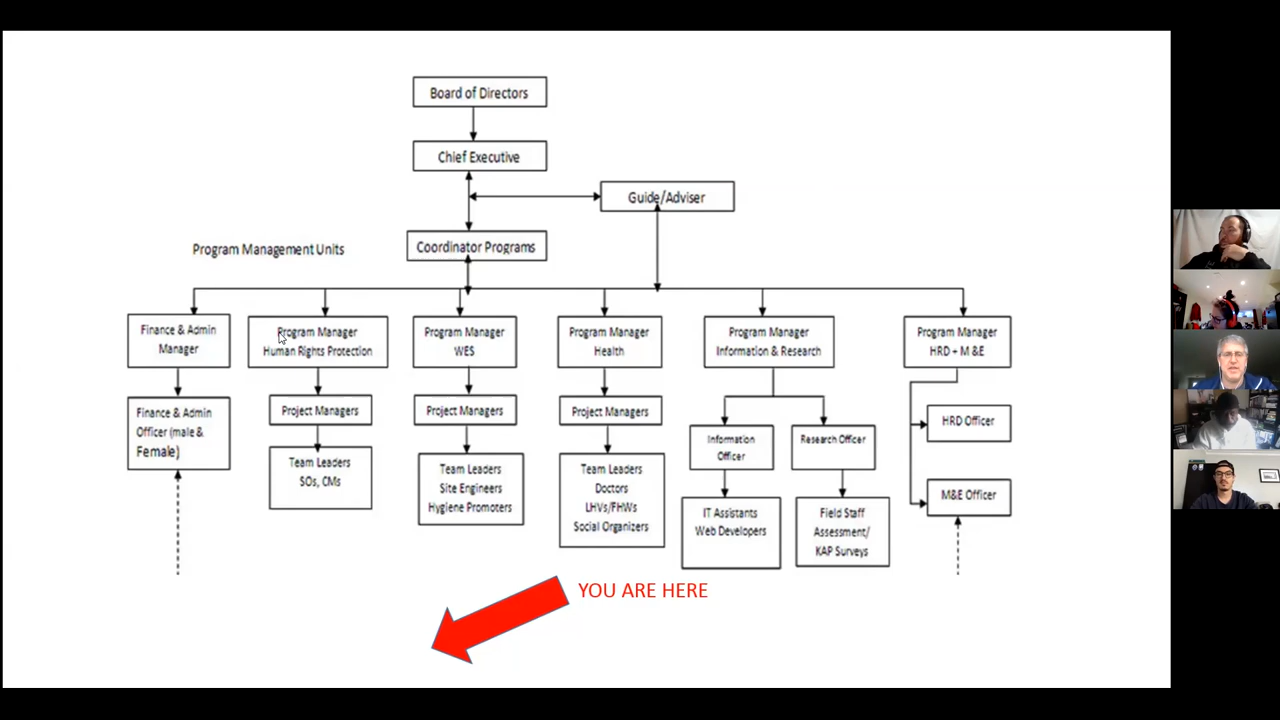 Board of Directors
Chief Executive
Guide/Adviser
Coordinator Programs
Program Management Units
Finance & Admin
Manager
Program Manager
Human Rights Protection
Program Manager
WES
Program Manager
Health
Program Manager
Information & Research
Program Manager
HRD + M &E
Finance & Admin
Officer (male &
Female)
Project Managers
Team Leaders
SOs, CMs
Project Managers
Team Leaders
Site Engineers
Hygiene Promoters
Project Managers
Team Leaders
Doctors
LHVs/FHWs
Social Organizers
Information
Officer
IT Assistants
Web Developers
Research Officer
Field Staff
Assessment/
KAP Surveys
HRD Officer
M&E Officer
YOU ARE HERE